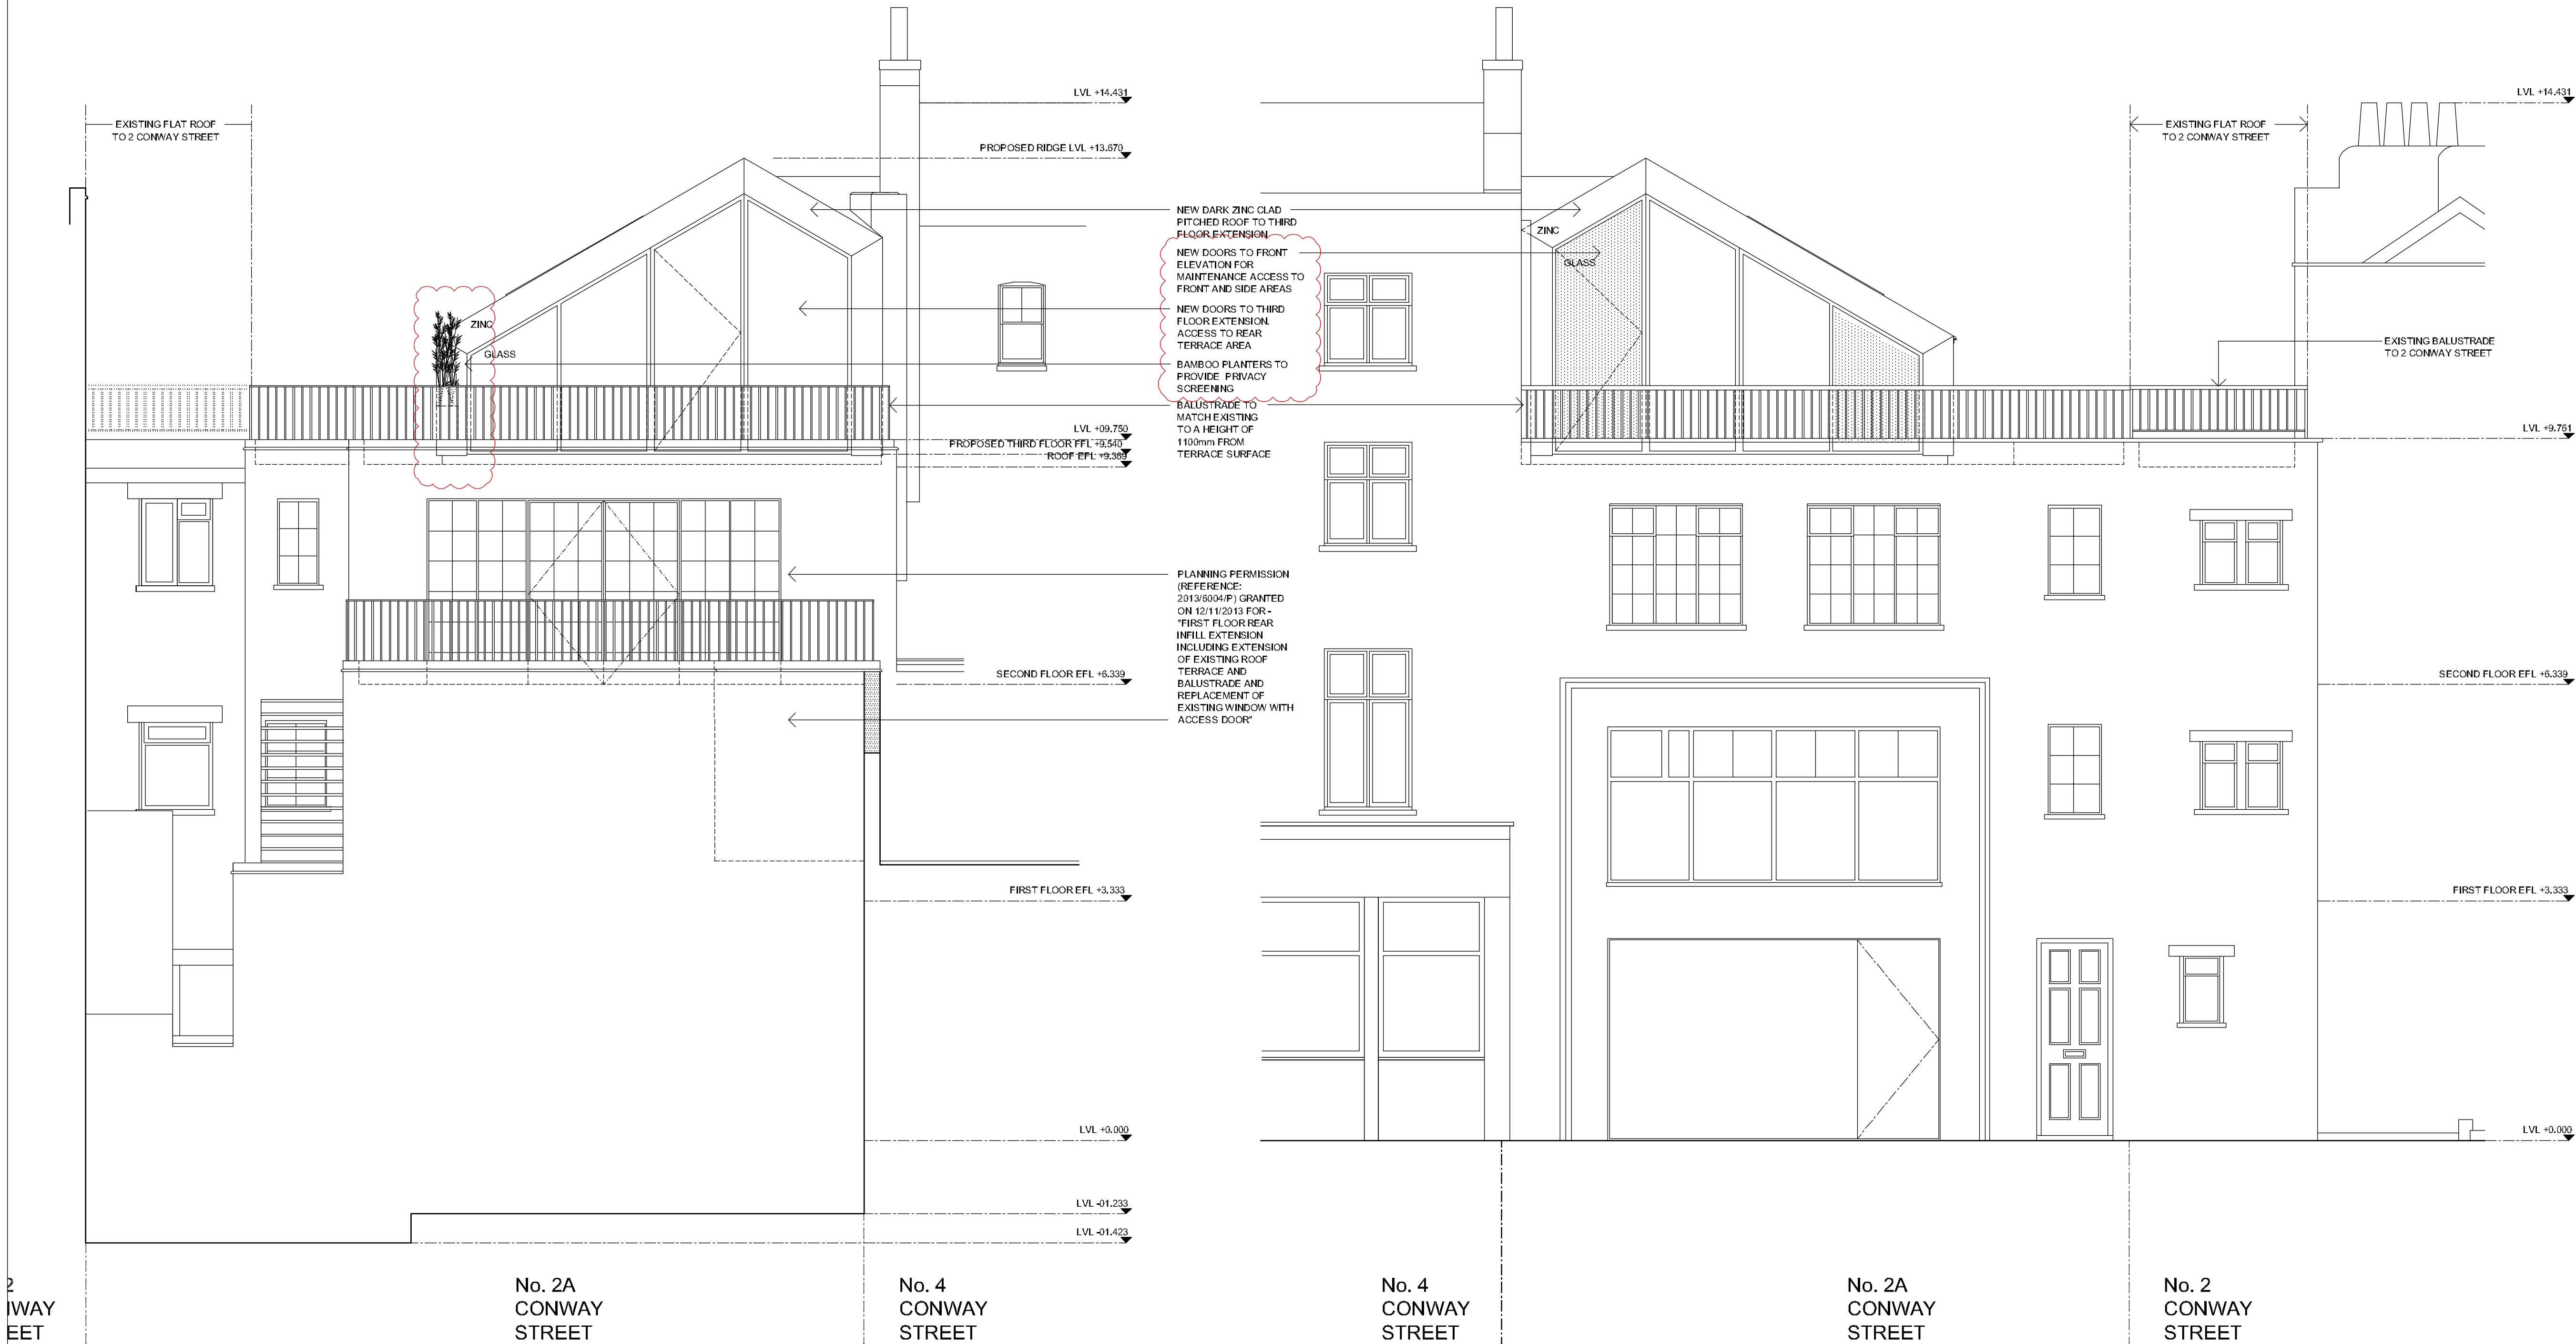 EXISTING FLAT ROOF
TO 2 CONWAY STREET
LVL +14.431
PROPOSED RIDGE LVL +13.670
ZINC
GLASS
LVL +09.750
PROPOSED THIRD FLOOR FFL +9.540
ROOF EFL +9.369
SECOND FLOOR EFL +6.339
FIRST FLOOR EFL +3.333
LVL +0.000
LVL -01.233
LVL -01.423
NEW DARK ZINC CLAD
PITCHED ROOF TO THIRD
FLOOR EXTENSION
NEW DOORS TO FRONT
ELEVATION FOR
MAINTENANCE ACCESS TO
FRONT AND SIDE AREAS
NEW DOORS TO THIRD
FLOOR EXTENSION.
ACCESS TO REAR
TERRACE AREA
BAMBOO PLANTERS TO
PROVIDE PRIVACY
SCREENING
BALUSTRADE TO
MATCH EXISTING
TO A HEIGHT OF
1100mm FROM
TERRACE SURFACE
PLANNING PERMISSION
(REFERENCE:
2013/6004/P) GRANTED
ON 12/11/2013 FOR -
"FIRST FLOOR REAR
INFILL EXTENSION
INCLUDING EXTENSION
OF EXISTING ROOF
TERRACE AND
BALUSTRADE AND
REPLACEMENT OF
EXISTING WINDOW WITH
ACCESS DOOR"
ZINC
GLASS
EXISTING FLAT ROOF
TO 2 CONWAY STREET
LVL +14.431
EXISTING BALUSTRADE
TO 2 CONWAY STREET
LVL +9.761
SECOND FLOOR EFL +6.339
FIRST FLOOR EFL +3.333
LVL +0.000
2
WAY
EET
No. 2A
CONWAY
STREET
No. 4
CONWAY
STREET
No. 4
CONWAY
STREET
No. 2A
CONWAY
STREET
No. 2
CONWAY
STREET